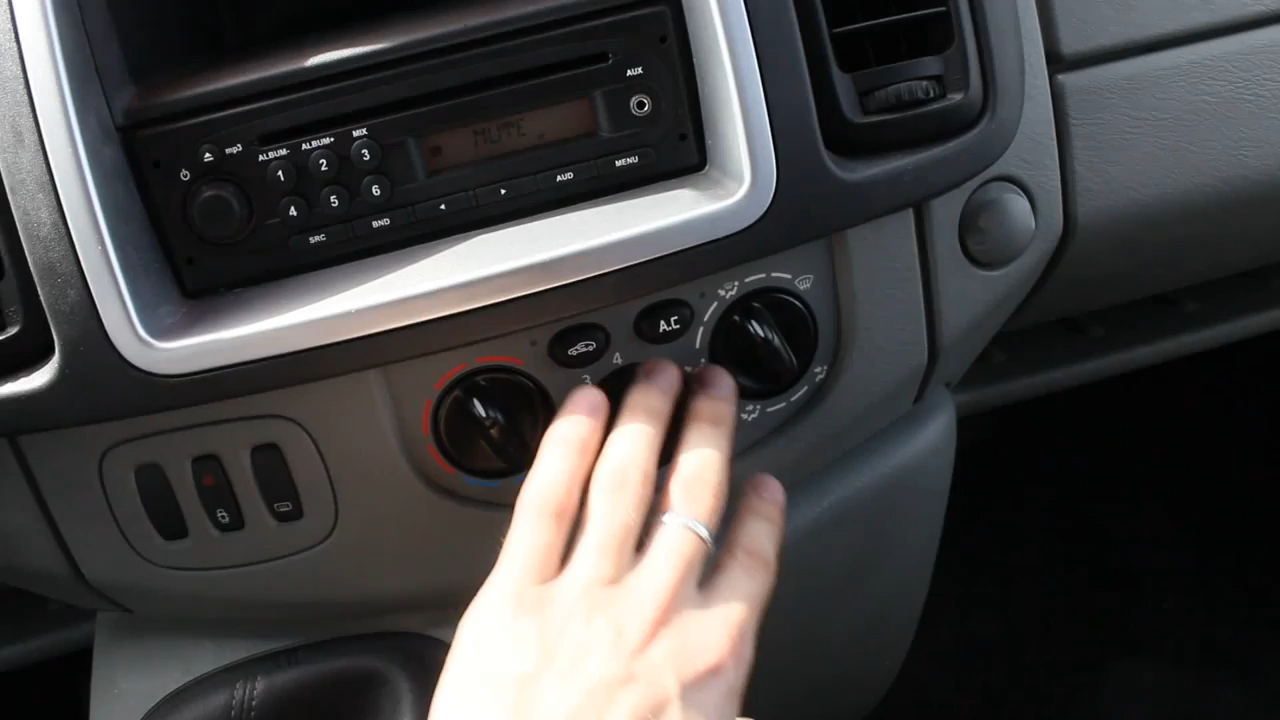 AUX
MUTE
mp3 ALBUM- ALBUM+ MIX
1 2 3
4 5 6
SRC BND AUD MENU
A.C
3 4